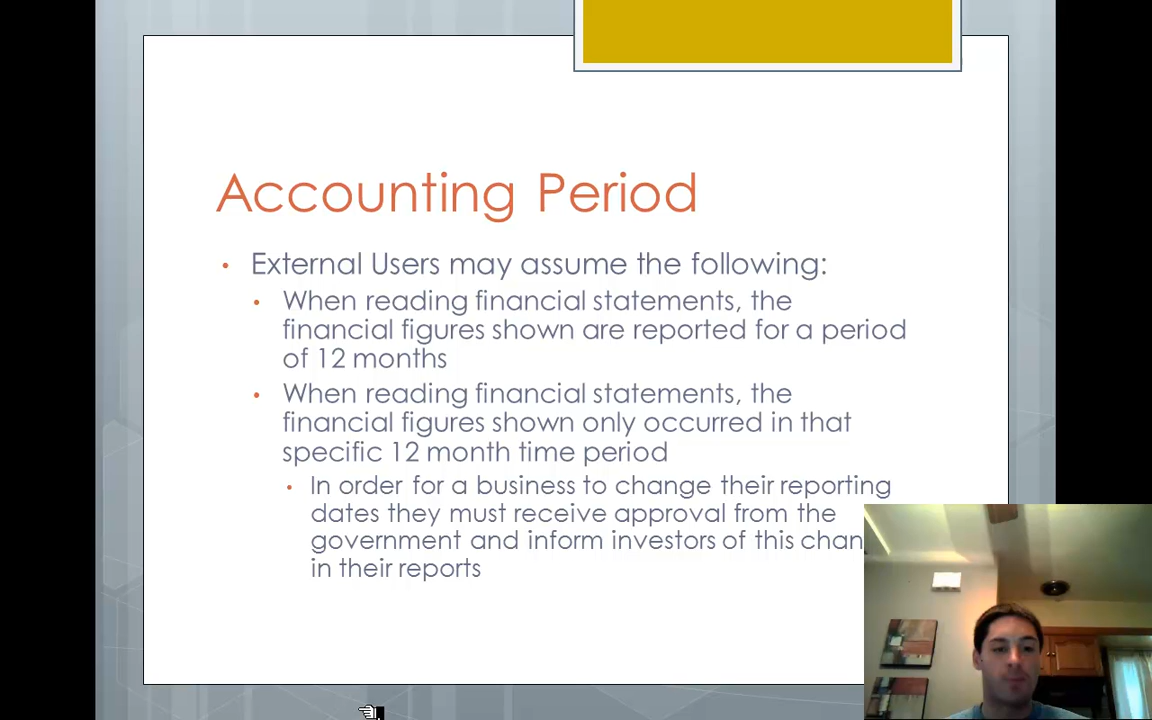 Accounting Period
• External Users may assume the following:
• When reading financial statements, the
financial figures shown are reported for a period
of 12 months
• When reading financial statements, the
financial figures shown only occurred in that
specific 12 month time period
• In order for a business to change their reporting
dates they must receive approval from the
government and inform investors of this chan
in their reports